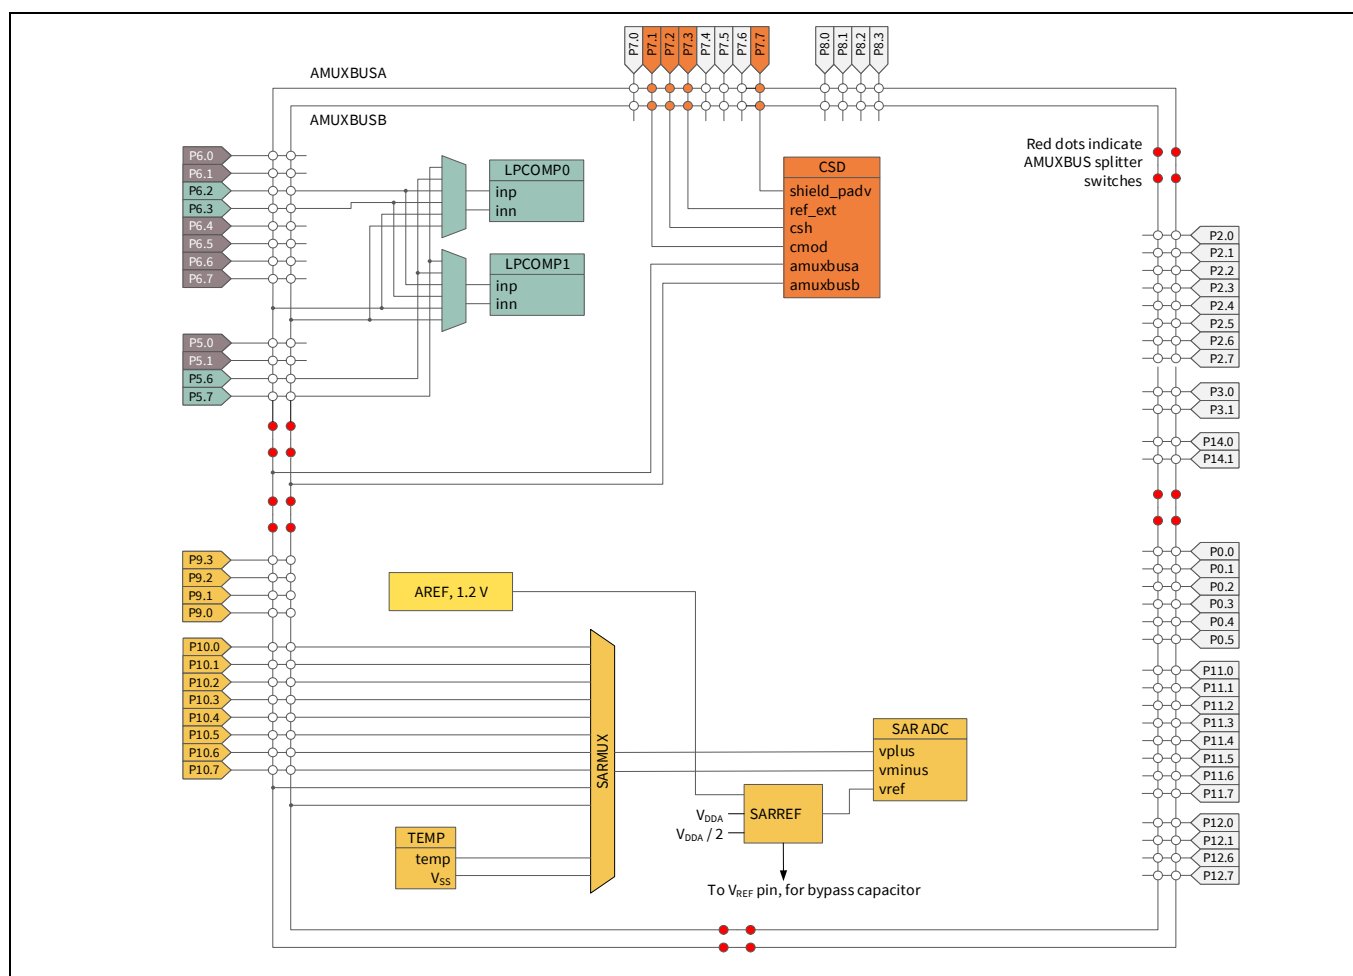 P7.0
P7.1
P7.2
P7.3
P7.4
P7.5
P7.6
P7.7
P8.0
P8.1
P8.2
P8.3
AMUXBUSA
AMUXBUSB
Red dots indicate
AMUXBUS splitter
switches
P6.0
P6.1
P6.2
P6.3
P6.4
P6.5
P6.6
P6.7
LPCOMP0
inp
inn
LPCOMP1
inp
inn
CSD
shield_padv
ref_ext
csh
cmod
amuxbusa
amuxbusb
P2.0
P2.1
P2.2
P2.3
P2.4
P2.5
P2.6
P2.7
P5.0
P5.1
P5.6
P5.7
P3.0
P3.1
P14.0
P14.1
P9.3
P9.2
P9.1
P9.0
AREF, 1.2 V
P0.0
P0.1
P0.2
P0.3
P0.4
P0.5
P10.0
P10.1
P10.2
P10.3
P10.4
P10.5
P10.6
P10.7
SARMUX
SAR ADC
vplus
vminus
vref
P11.0
P11.1
P11.2
P11.3
P11.4
P11.5
P11.6
P11.7
SARREF
VDDA
VDDA / 2
TEMP
temp
VSS
P12.0
P12.1
P12.6
P12.7
To VREF pin, for bypass capacitor